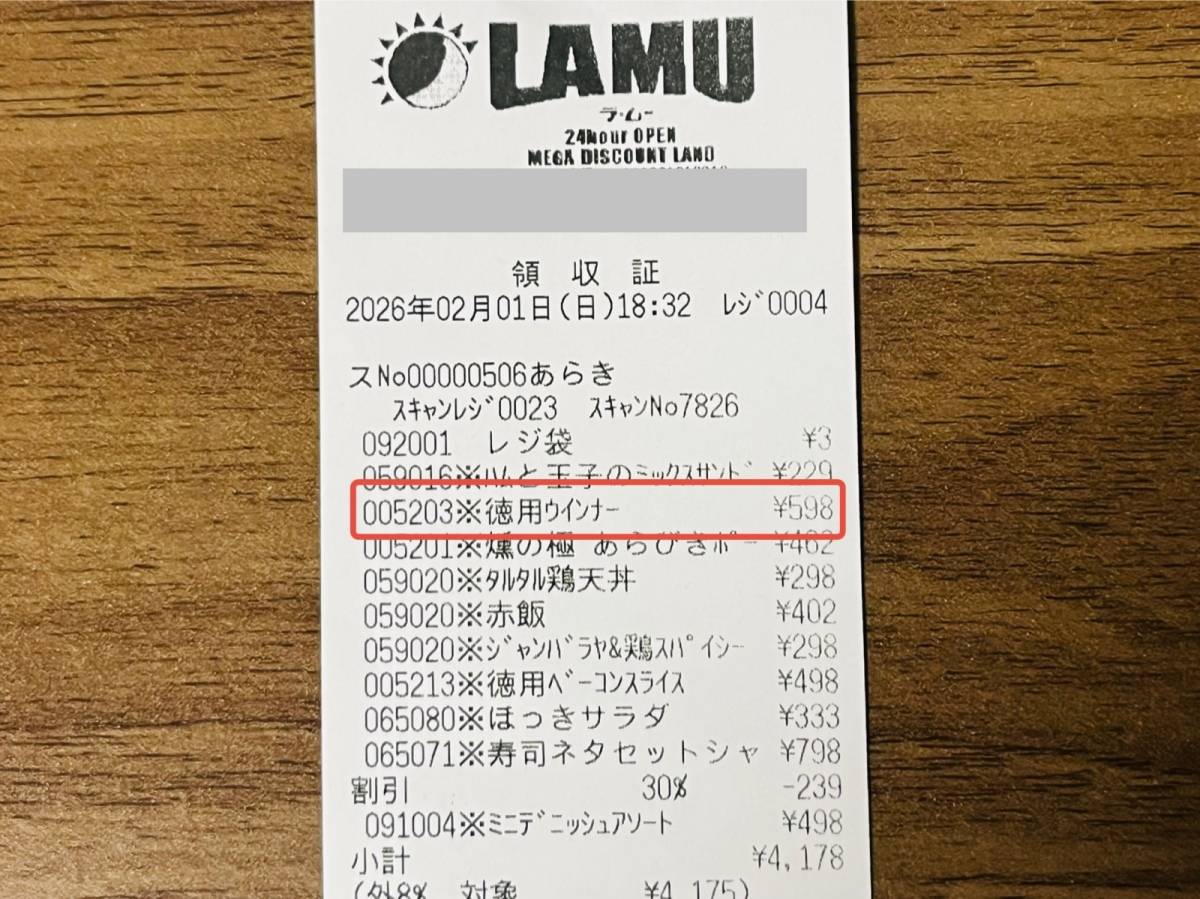 LAMU
ラ・ムー
24Hour OPEN
MEGA DISCOUNT LAND
領 収 証
2026年02月01日(日)18:32 レジ0004
スNo00000506あらき
スキャンレジ0023 スキャンNo7826
092001 レジ袋 ¥3
059016※ハムと玉子のミックスサンド ¥229
005203※徳用ウインナー ¥598
005201※燻の極 あらびきポー ¥462
059020※タルタル鶏天丼 ¥298
059020※赤飯 ¥402
059020※ジャンバラヤ&鶏スパイシー ¥298
005213※徳用ベーコンスライス ¥498
065080※ほっきサラダ ¥333
065071※寿司ネタセットシャ ¥798
割引 30% -239
091004※ミニデニッシュアソート ¥498
小計 ¥4,178
(外8% 対象 ¥4,175)